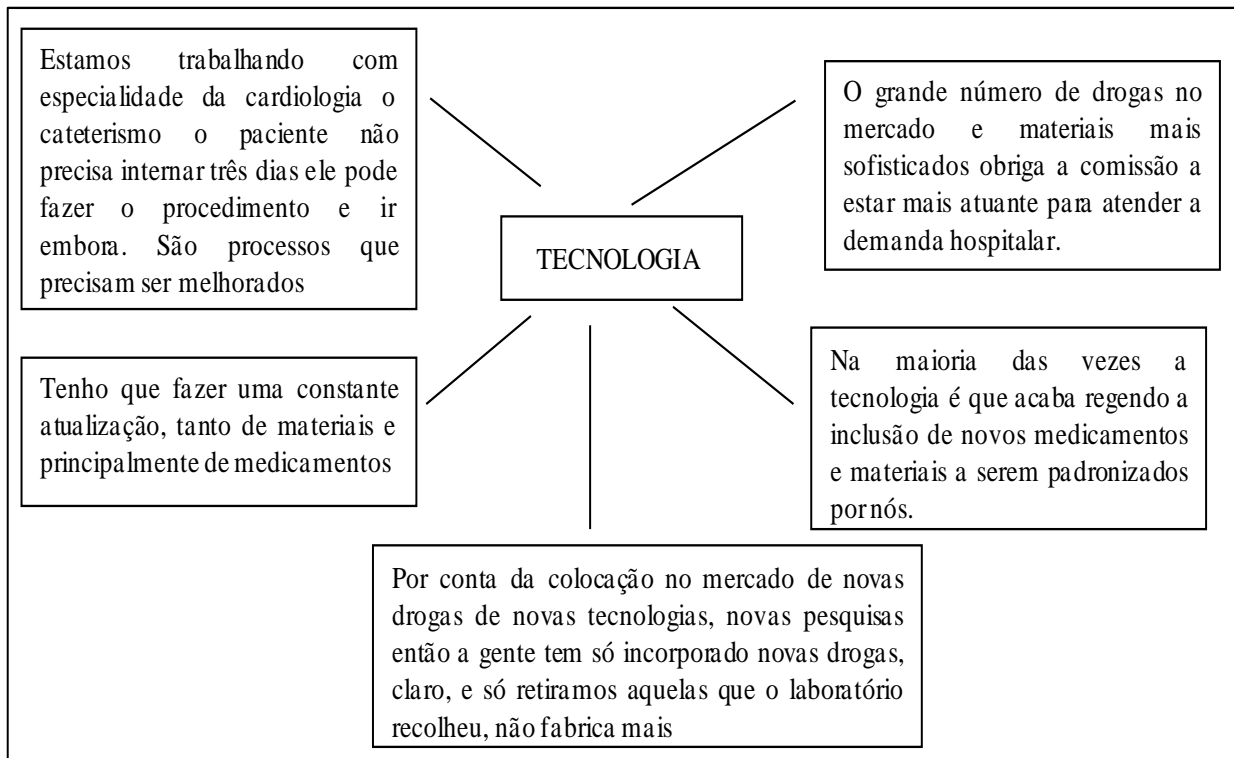 Estamos trabalhando com
especialidade da cardiologia o
cateterismo o paciente não
precisa internar três dias ele pode
fazer o procedimento e ir
embora. São processos que
precisam ser melhorados
O grande número de drogas no
mercado e materiais mais
sofisticados obriga a comissão a
estar mais atuante para atender a
demanda hospitalar.
TECNOLOGIA
Tenho que fazer uma constante
atualização, tanto de materiais e
principalmente de medicamentos
Na maioria das vezes a
tecnologia é que acaba regendo a
inclusão de novos medicamentos
e materiais a serem padronizados
por nós.
Por conta da colocação no mercado de novas
drogas de novas tecnologias, novas pesquisas
então a gente tem só incorporado novas drogas,
claro, e só retiramos aquelas que o laboratório
recolheu, não fabrica mais